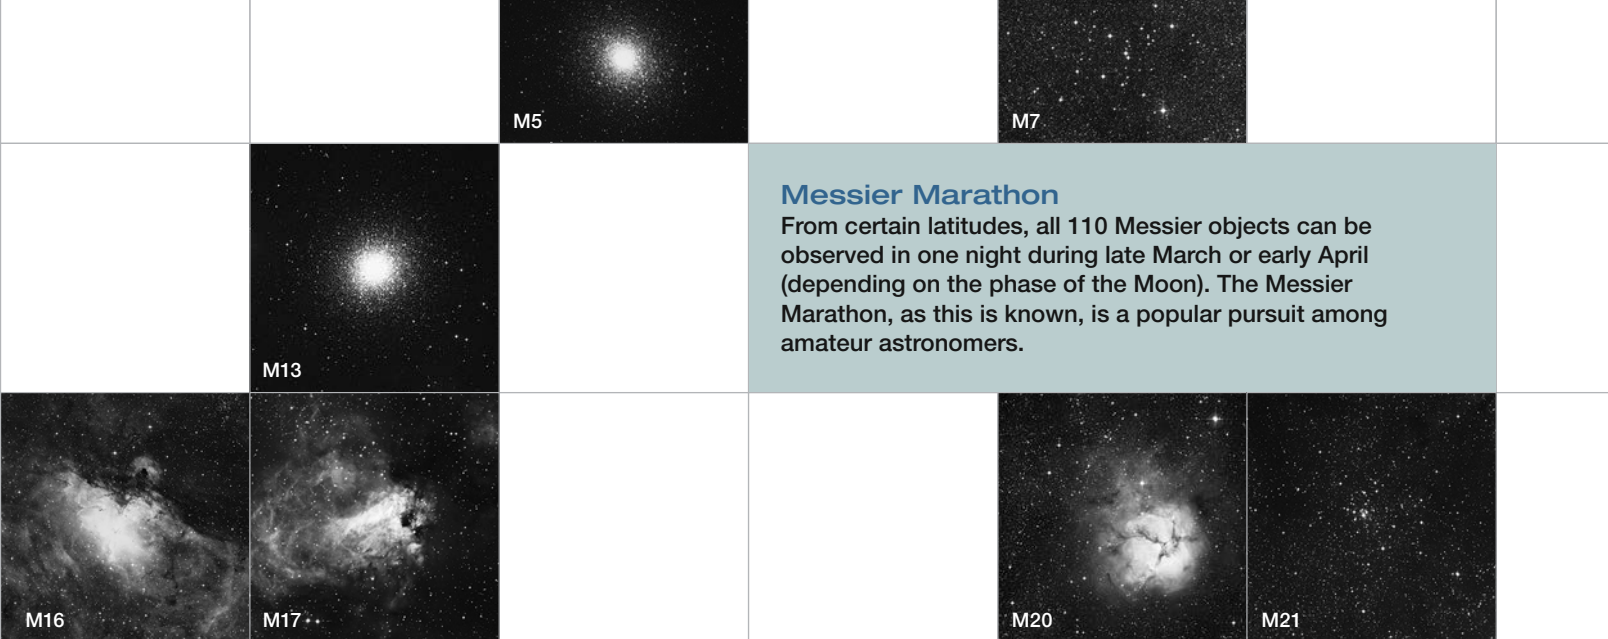 M5
M7
M13
Messier Marathon
From certain latitudes, all 110 Messier objects can be
observed in one night during late March or early April
(depending on the phase of the Moon). The Messier
Marathon, as this is known, is a popular pursuit among
amateur astronomers.
M16
M17
M20
M21